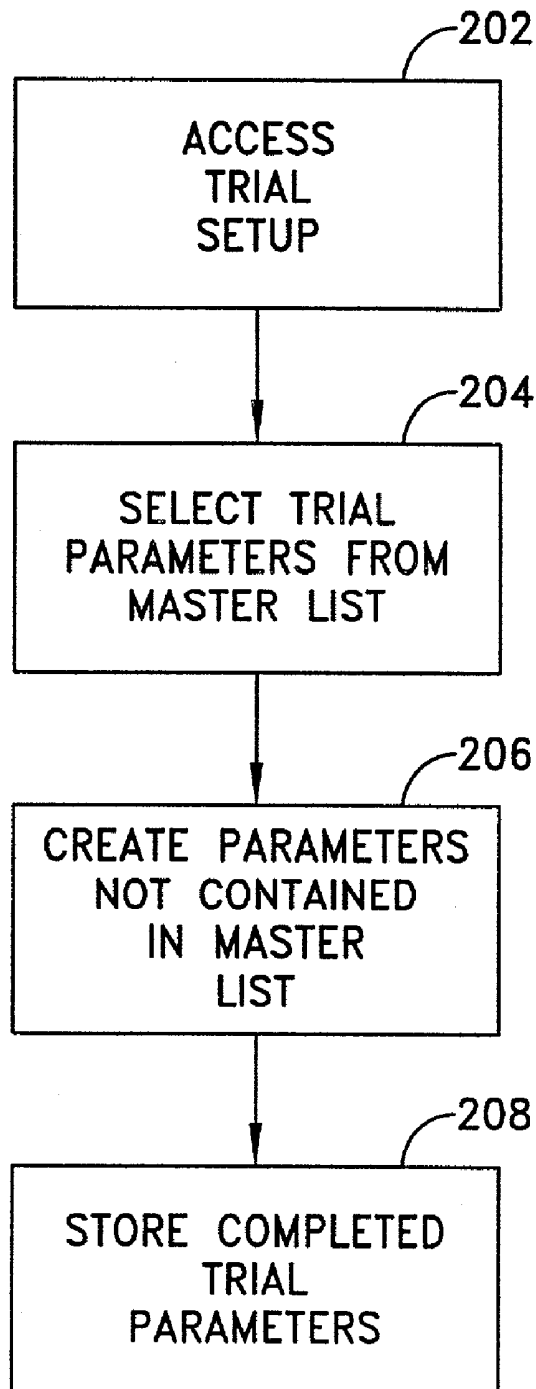 202
ACCESS
TRIAL
SETUP
204
SELECT TRIAL
PARAMETERS FROM
MASTER LIST
206
CREATE PARAMETERS
NOT CONTAINED
IN MASTER
LIST
208
STORE COMPLETED
TRIAL
PARAMETERS